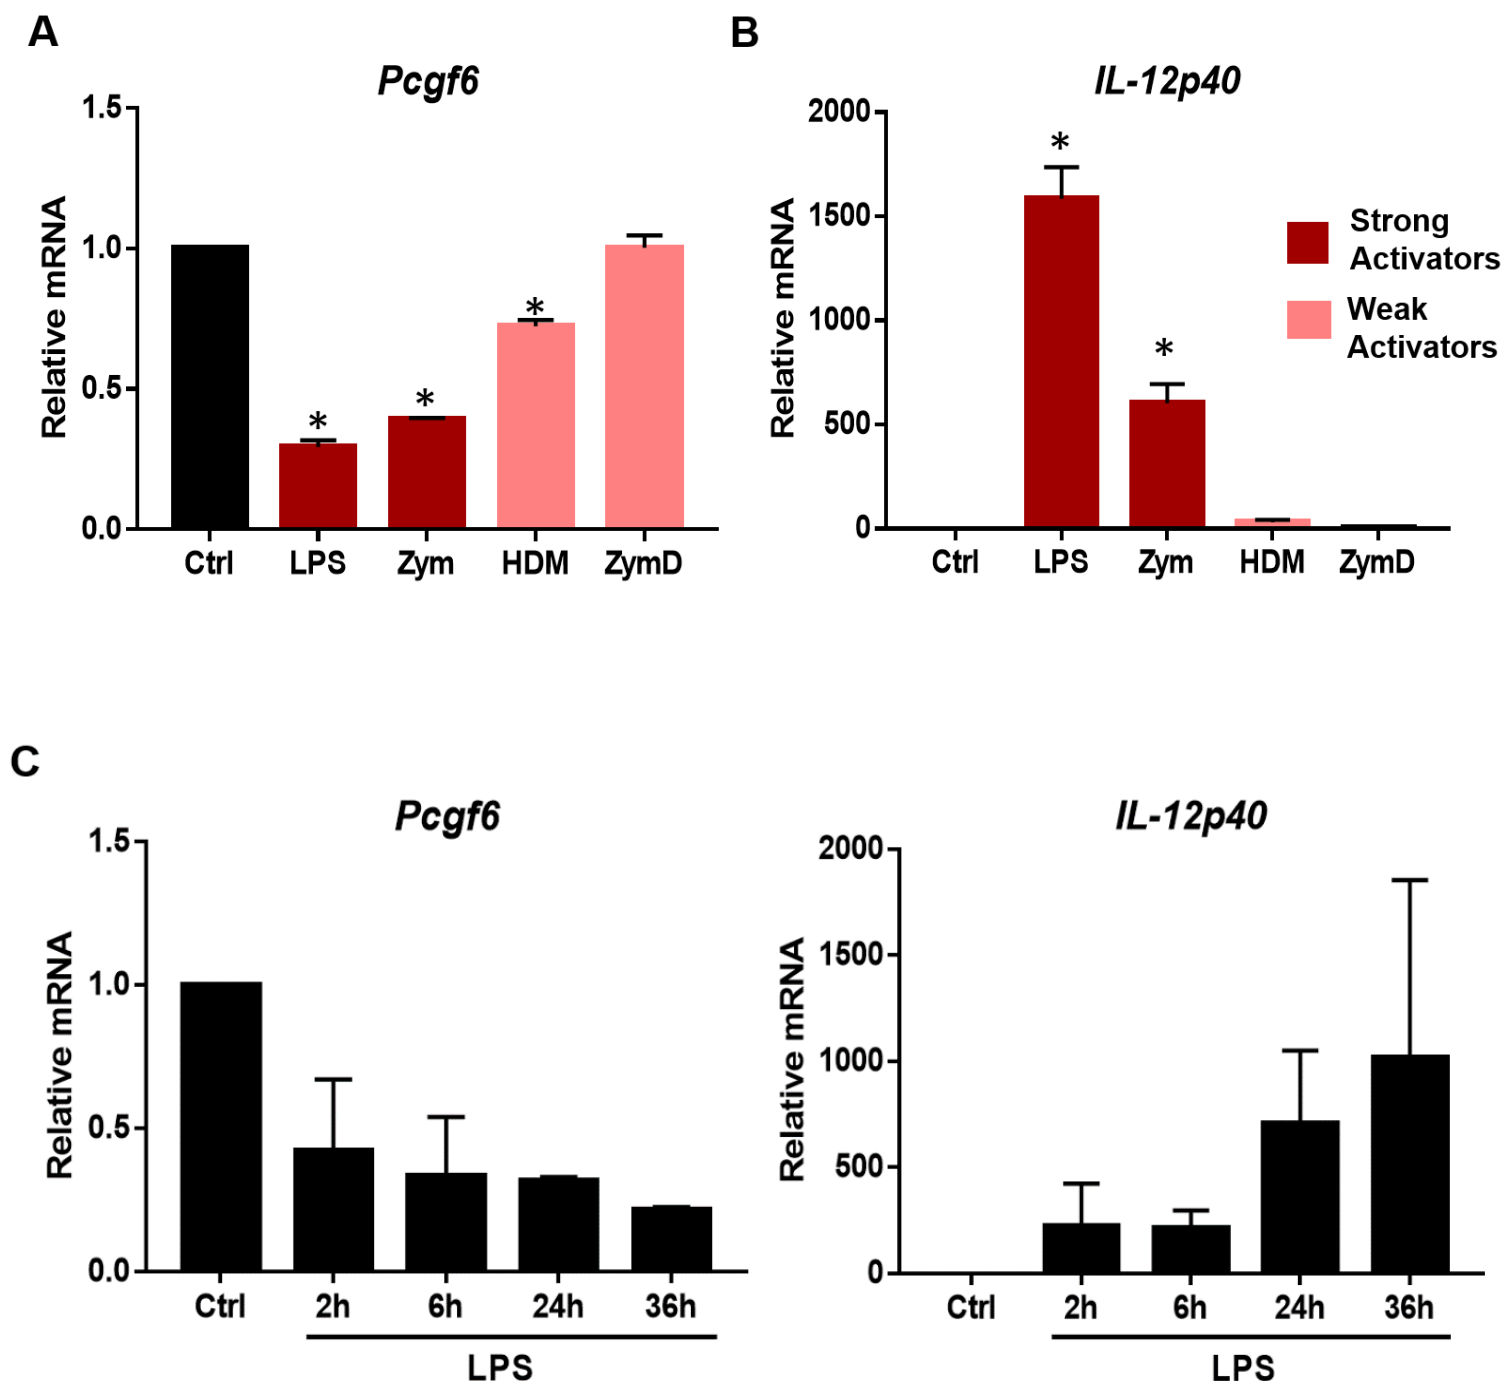 A
Pcgf6
Relative mRNA
1.5
1.0
0.5
0.0
*
*
*
Ctrl LPS Zym HDM ZymD
B
IL-12p40
Relative mRNA
2000
1500
1000
500
0
*
*
Ctrl LPS Zym HDM ZymD
Strong
Activators
Weak
Activators
C
Pcgf6
Relative mRNA
1.5
1.0
0.5
0.0
Ctrl 2h 6h 24h 36h
LPS
IL-12p40
Relative mRNA
2000
1500
1000
500
0
Ctrl 2h 6h 24h 36h
LPS